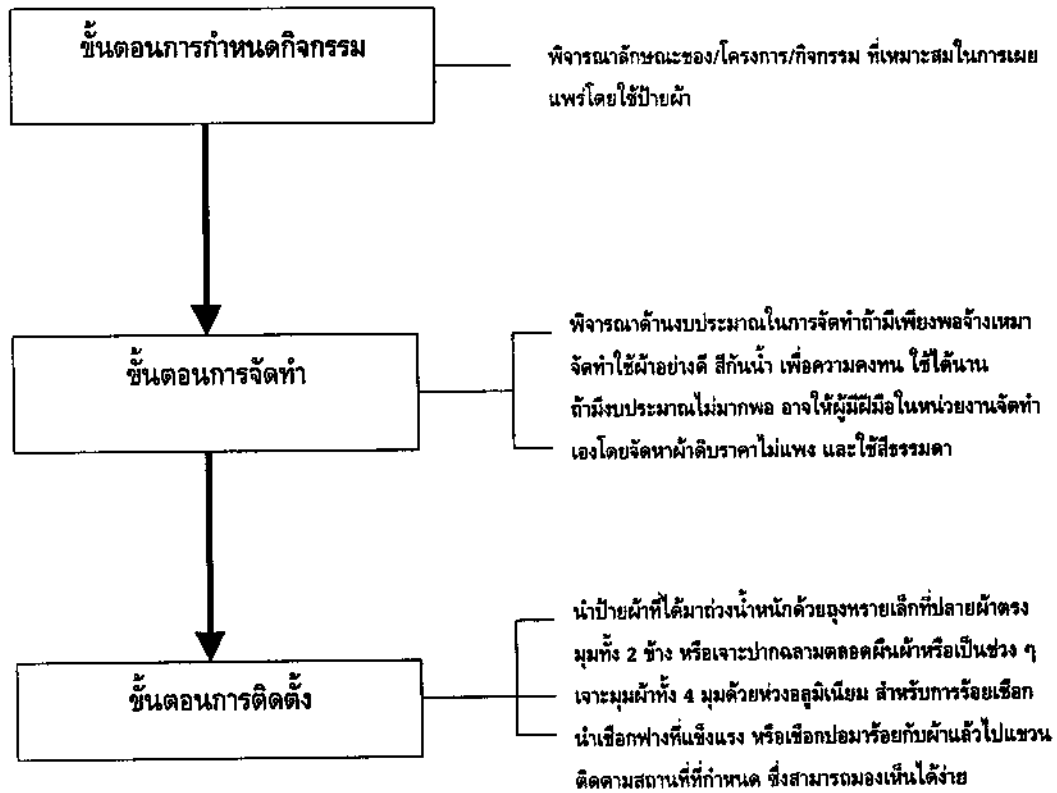 ขั้นตอนการกำหนดกิจกรรม
พิจารณาลักษณะของ/โครงการ/กิจกรรม ที่เหมาะสมในการเผย
แพร่โดยใช้ป้ายผ้า
ขั้นตอนการจัดทำ
พิจารณาด้านงบประมาณในการจัดทำถ้ามีเพียงพอจ้างเหมา
จัดทำใช้ผ้าอย่างดี สีกันน้ำ เพื่อความคงทน ใช้ได้นาน
ถ้ามีงบประมาณไม่มากพอ อาจให้ผู้มีฝีมือในหน่วยงานจัดทำ
เองโดยจัดหาผ้าดิบราคาไม่แพง และใช้สีธรรมดา
ขั้นตอนการติดตั้ง
นำป้ายผ้าที่ได้มาถ่วงน้ำหนักด้วยถุงทรายเล็กที่ปลายผ้าตรง
มุมทั้ง 2 ข้าง หรือเจาะปากฉลามตลอดผืนผ้าหรือเป็นช่วง ๆ
เจาะมุมผ้าทั้ง 4 มุมด้วยห่วงอลูมิเนียม สำหรับการร้อยเชือก
นำเชือกฟางที่แข็งแรง หรือเชือกปอมาร้อยกับผ้าแล้วไปแขวน
ติดตามสถานที่ที่กำหนด ซึ่งสามารถมองเห็นได้ง่าย